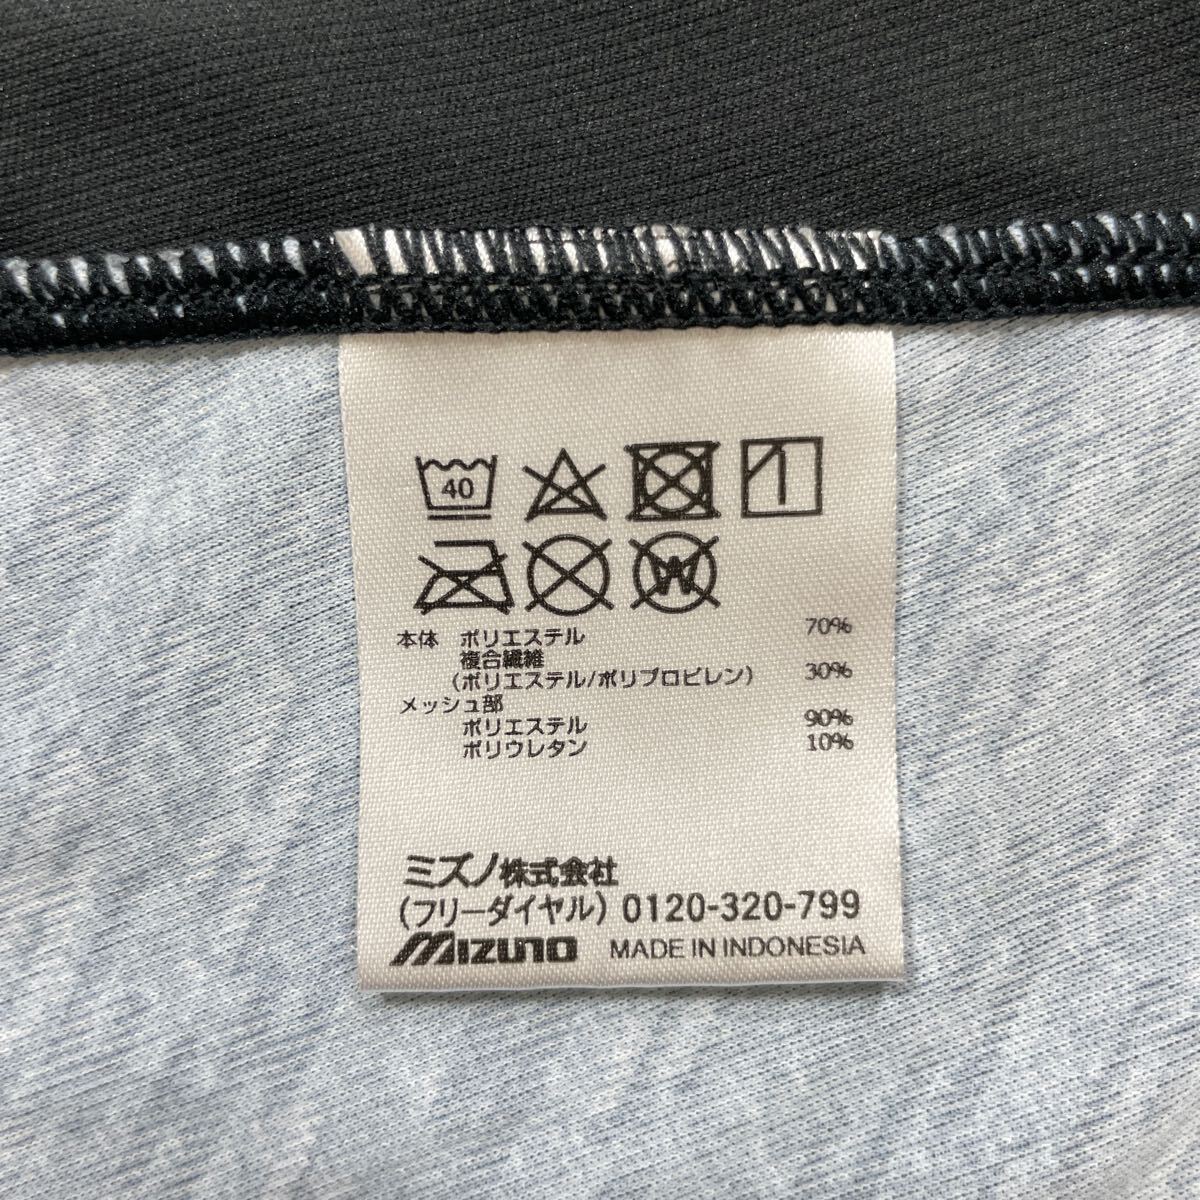 40
W
本体 ポリエステル 70%
複合繊維
(ポリエステル/ポリプロピレン) 30%
メッシュ部
ポリエステル 90%
ポリウレタン 10%
ミズノ株式会社
(フリーダイヤル) 0120-320-799
MIZUNO MADE IN INDONESIA